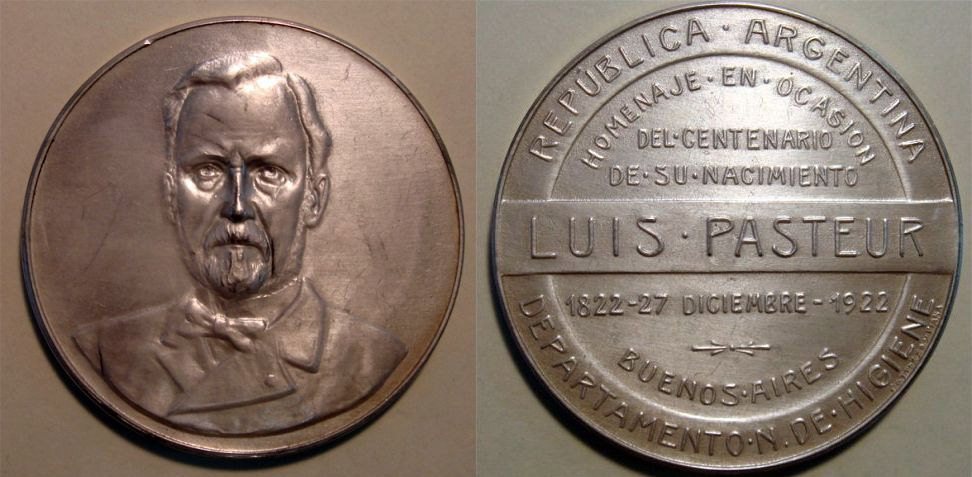 REPÚBLICA · ARGENTINA
HOMENAJE · EN · OCASION
DEL · CENTENARIO
DE · SU · NACIMIENTO
LUIS · PASTEUR
1822-27 DICIEMBRE-1922
BUENOS · AIRES
DEPARTAMENTO · N. DE · HIGIENE